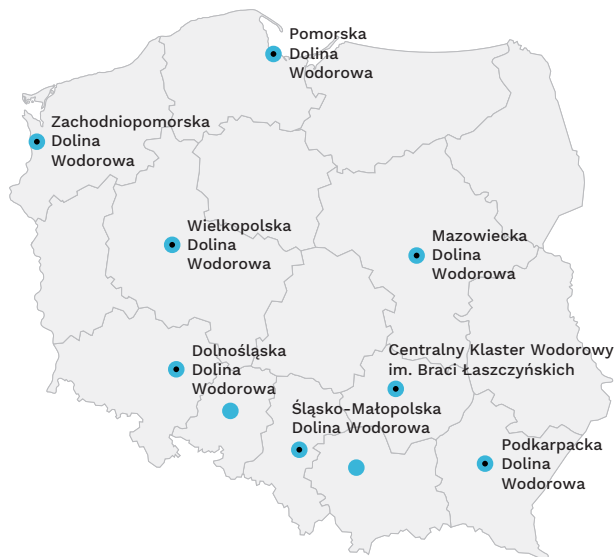 Pomorska
Dolina
Wodorowa
Zachodniopomorska
Dolina
Wodorowa
Wielkopolska
Dolina
Wodorowa
Mazowiecka
Dolina
Wodorowa
Dolnośląska
Dolina
Wodorowa
Centralny Klaster Wodorowy
im. Braci Łaszczyńskich
Śląsko-Małopolska
Dolina Wodorowa
Podkarpacka
Dolina
Wodorowa